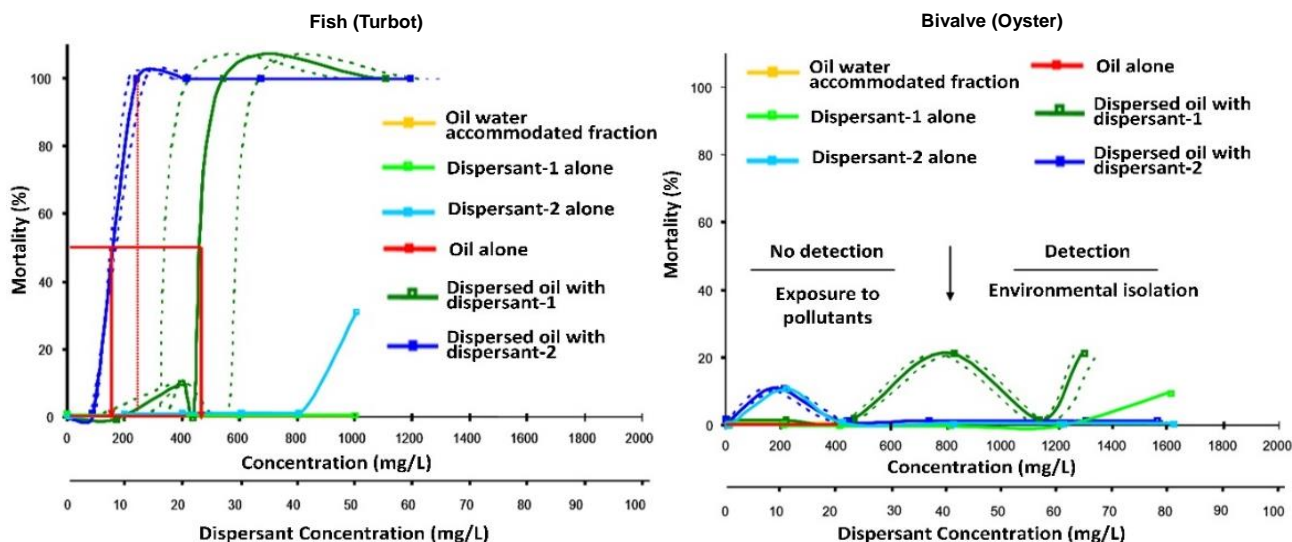 Fish (Turbot)
Mortality (%)
100
80
60
40
20
0
Oil water
accommodated fraction
Dispersant-1 alone
Dispersant-2 alone
Oil alone
Dispersed oil with
dispersant-1
Dispersed oil with
dispersant-2
0 200 400 600 800 1000 1200 1400 1600 2000
Concentration (mg/L)
0 10 20 30 40 50 60 70 80 100
Dispersant Concentration (mg/L)
Bivalve (Oyster)
Mortality (%)
100
80
60
40
20
0
Oil water
accommodated fraction
Dispersant-1 alone
Dispersant-2 alone
Oil alone
Dispersed oil with
dispersant-1
Dispersed oil with
dispersant-2
No detection
Exposure to
pollutants
Detection
Environmental isolation
0 200 400 600 800 1000 1200 1400 1600 1800 2000
Concentration (mg/L)
0 10 20 30 40 50 60 70 80 100
Dispersant Concentration (mg/L)